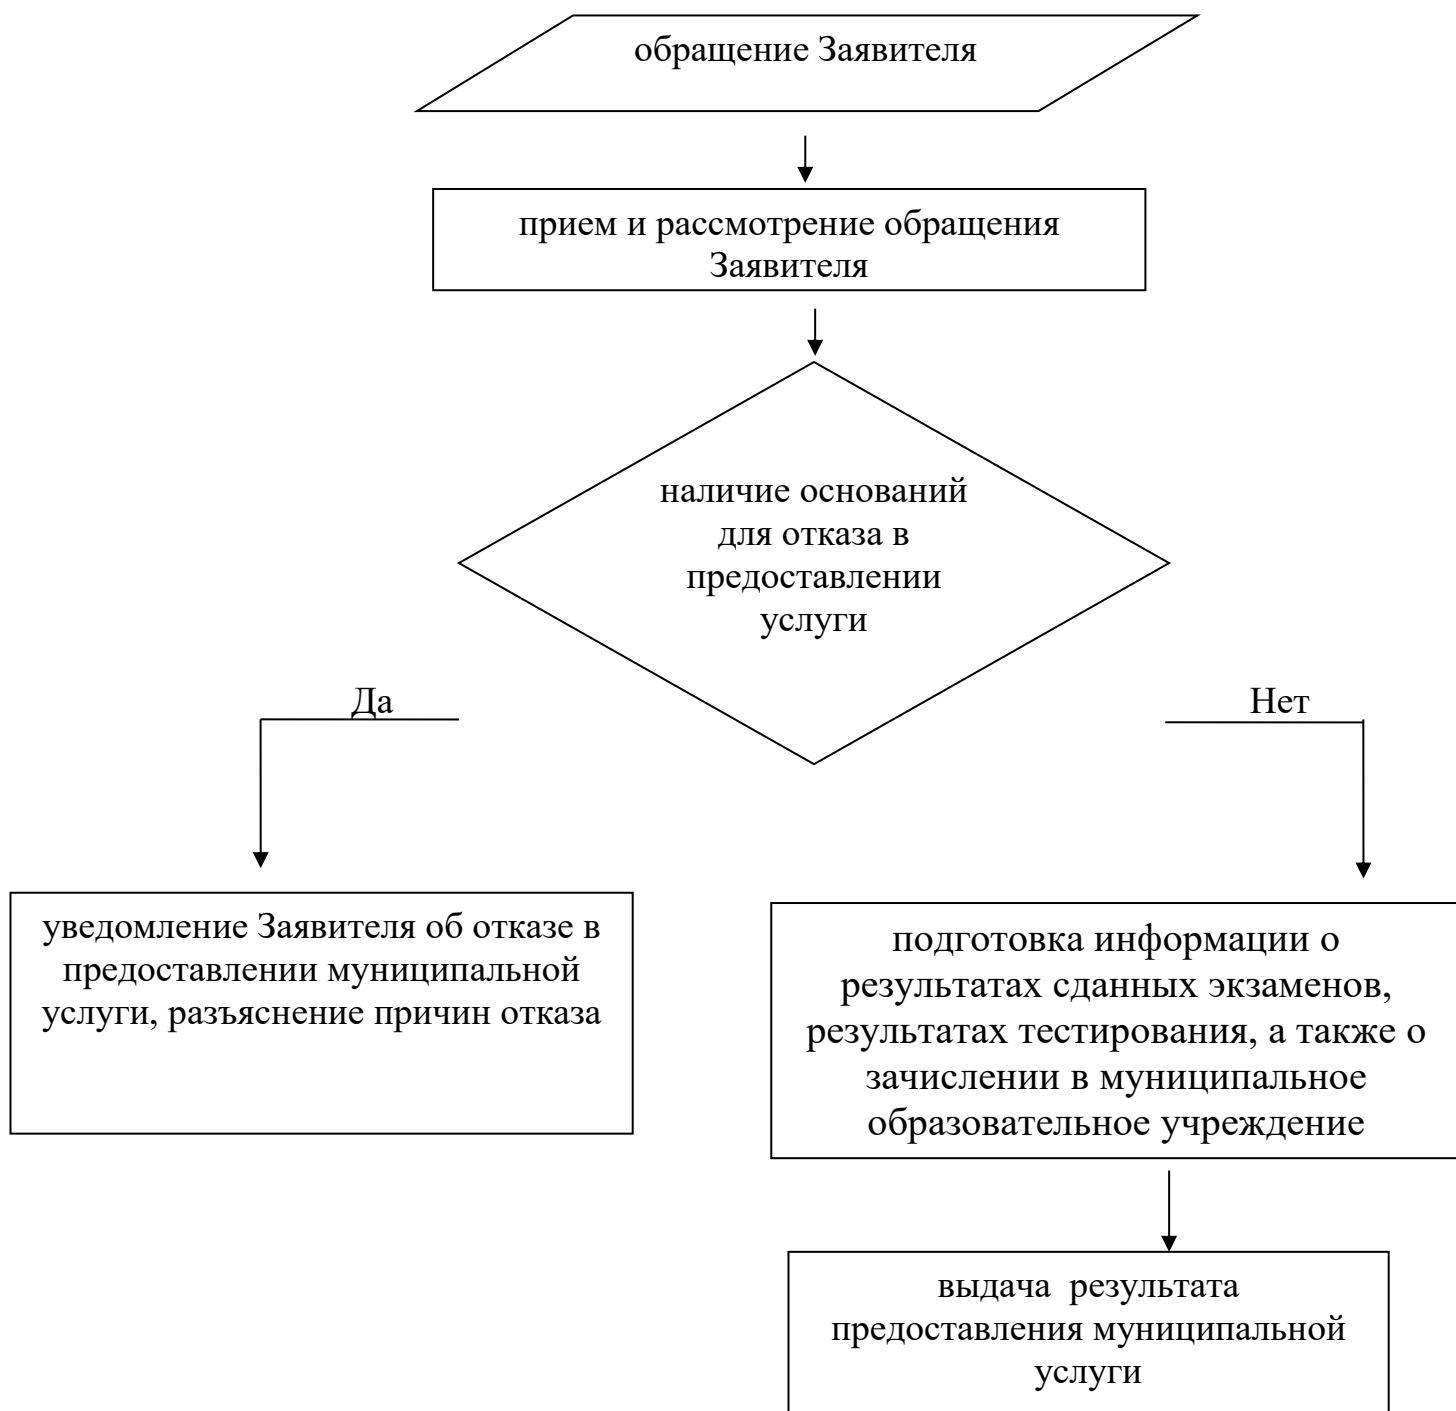 обращение Заявителя
прием и рассмотрение обращения
Заявителя
наличие оснований
для отказа в
предоставлении
услуги
Да
Нет
уведомление Заявителя об отказе в
предоставлении муниципальной
услуги, разъяснение причин отказа
подготовка информации о
результатах сданных экзаменов,
результатах тестирования, а также о
зачислении в муниципальное
образовательное учреждение
выдача  результата
предоставления муниципальной
услуги